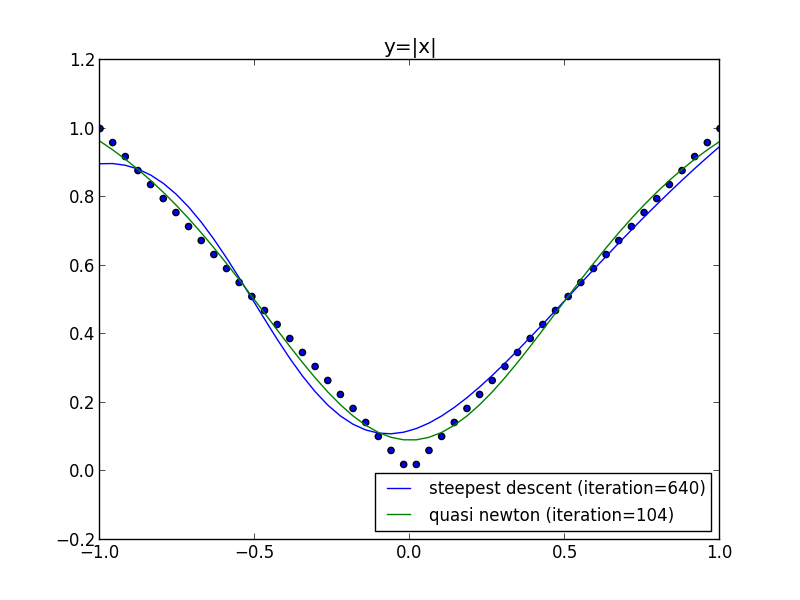 y=|x|
1.2
1.0
0.8
0.6
0.4
0.2
0.0
−0.2
steepest descent (iteration=640)
quasi newton (iteration=104)
−1.0 −0.5 0.0 0.5 1.0